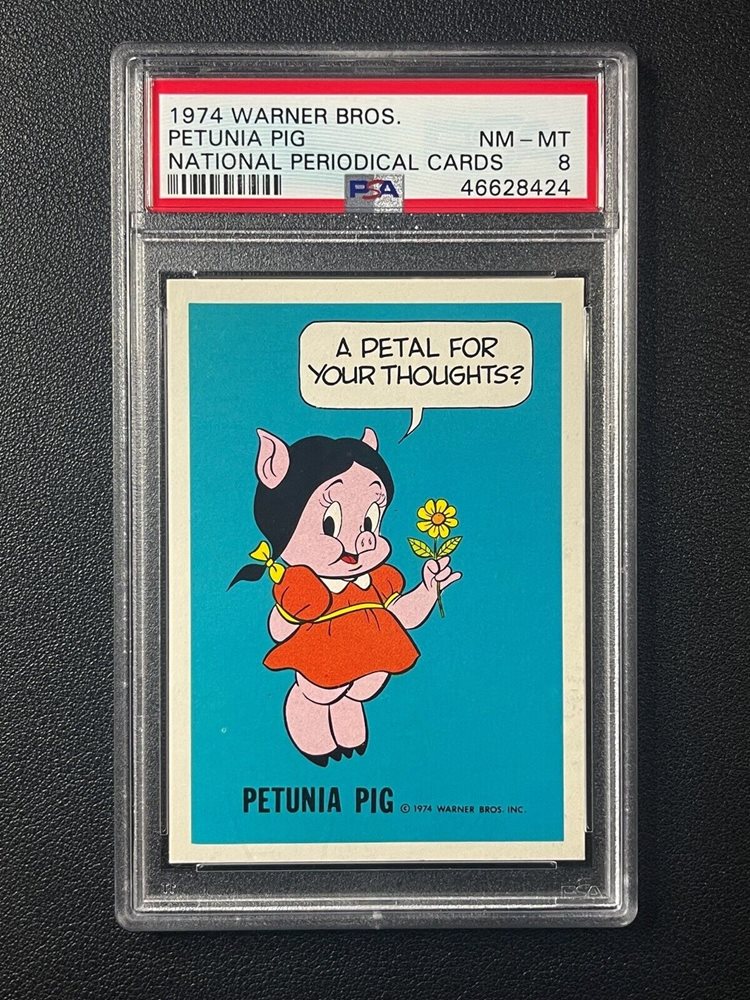 1974 WARNER BROS.
PETUNIA PIG NM - MT
NATIONAL PERIODICAL CARDS 8
PSA 46628424
A PETAL FOR
YOUR THOUGHTS?
PETUNIA PIG © 1974 WARNER BROS. INC.
PSA